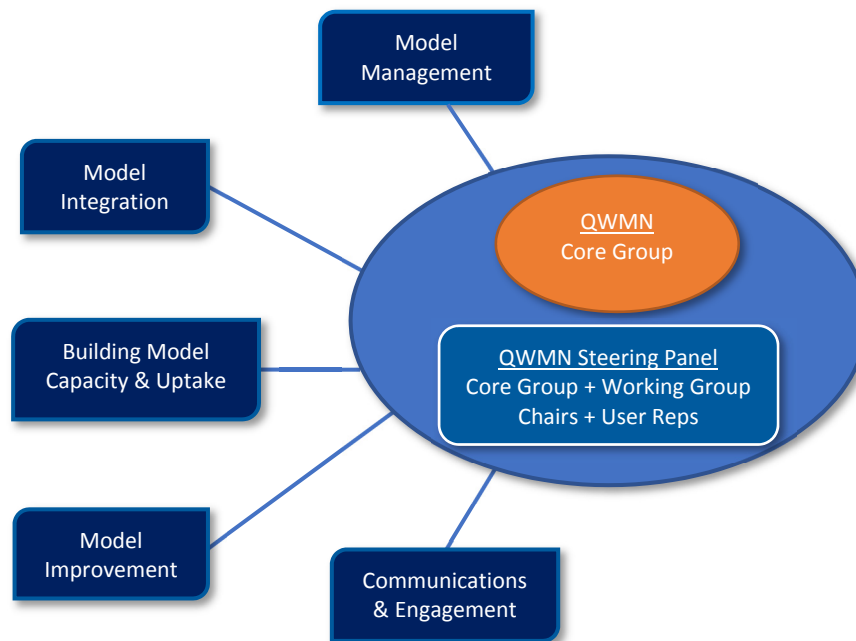 Model
Management
Model
Integration
QWMN
Core Group
Building Model
Capacity & Uptake
QWMN Steering Panel
Core Group + Working Group
Chairs + User Reps
Model
Improvement
Communications
& Engagement